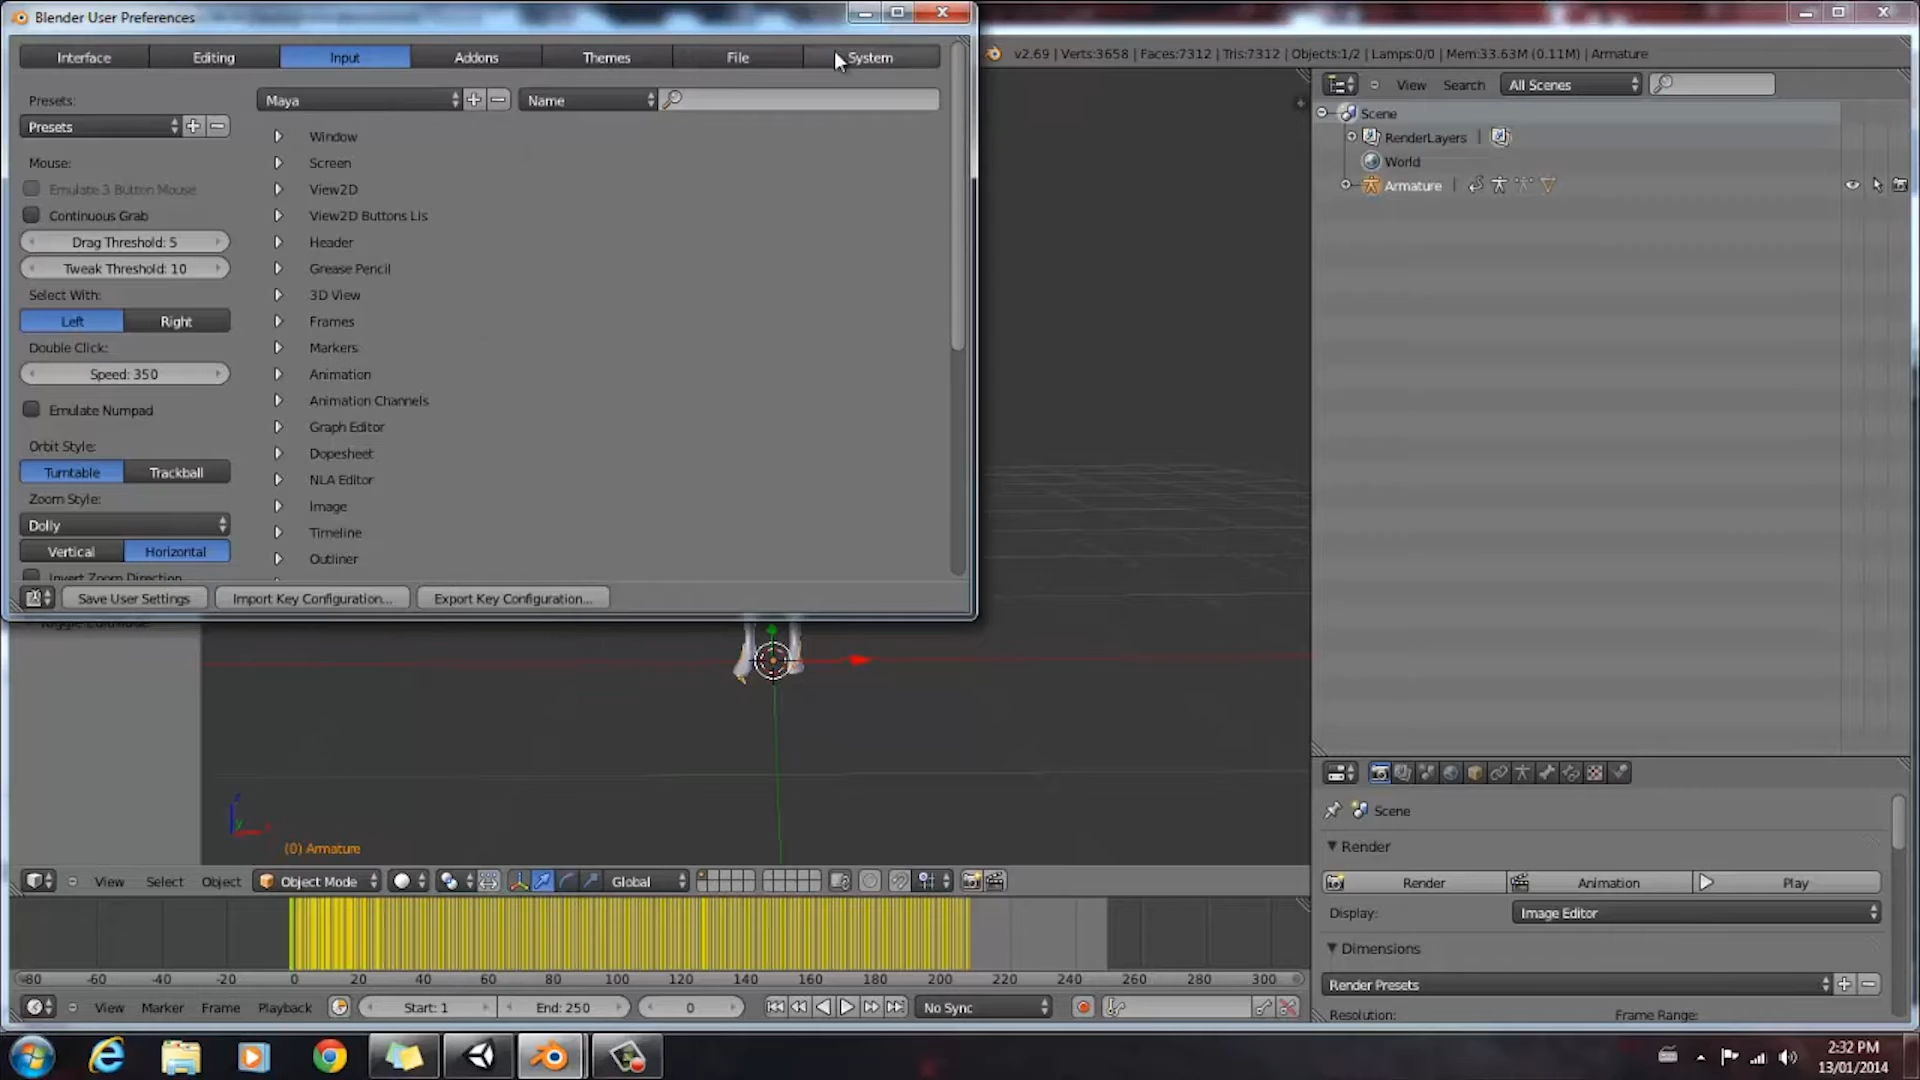 Blender User Preferences
Interface Editing Input Addons Themes File System
v2.69 | Verts:3658 | Faces:7312 | Tris:7312 | Objects:1/2 | Lamps:0/0 | Mem:33.63M (0.11M) | Armature
View Search All Scenes
Presets: Maya Name
Presets
Mouse:
Emulate 3 Button Mouse
Continuous Grab
Drag Threshold: 5
Tweak Threshold: 10
Select With:
Left Right
Double Click:
Speed: 350
Emulate Numpad
Orbit Style:
Turntable Trackball
Zoom Style:
Dolly
Vertical Horizontal
Invert Zoom Direction
Window
Screen
View2D
View2D Buttons Lis
Header
Grease Pencil
3D View
Frames
Markers
Animation
Animation Channels
Graph Editor
Dopesheet
NLA Editor
Image
Timeline
Outliner
Save User Settings Import Key Configuration... Export Key Configuration...
Scene
RenderLayers |
World
Armature |
(0) Armature
View Select Object Object Mode Global
Scene
Render
Render Animation Play
Display: Image Editor
Dimensions
Render Presets
Resolution: Frame Range:
-80 -60 -40 -20 0 20 40 60 80 100 120 140 160 180 200 220 240 260 280 300
View Marker Frame Playback Start: 1 End: 250 0 No Sync
2:32 PM
13/01/2014